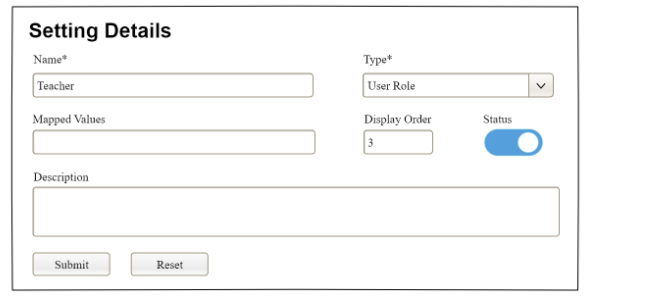 Setting Details
Name*
Type*
Teacher
User Role
Mapped Values
Display Order
Status
3
Description
Submit
Reset